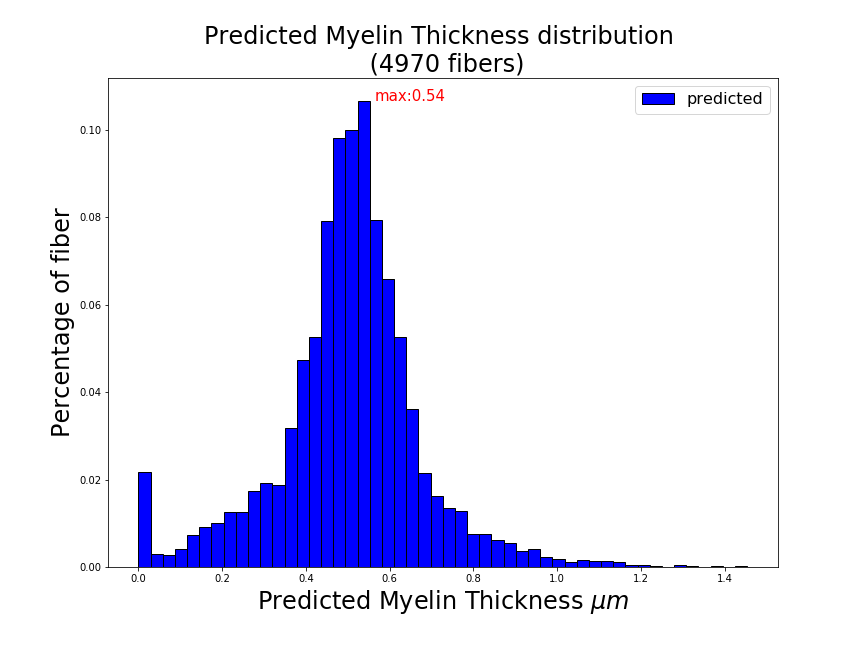 Predicted Myelin Thickness distribution
(4970 fibers)
max:0.54
predicted
Percentage of fiber
0.10
0.08
0.06
0.04
0.02
0.00
0.0 0.2 0.4 0.6 0.8 1.0 1.2 1.4
Predicted Myelin Thickness μm